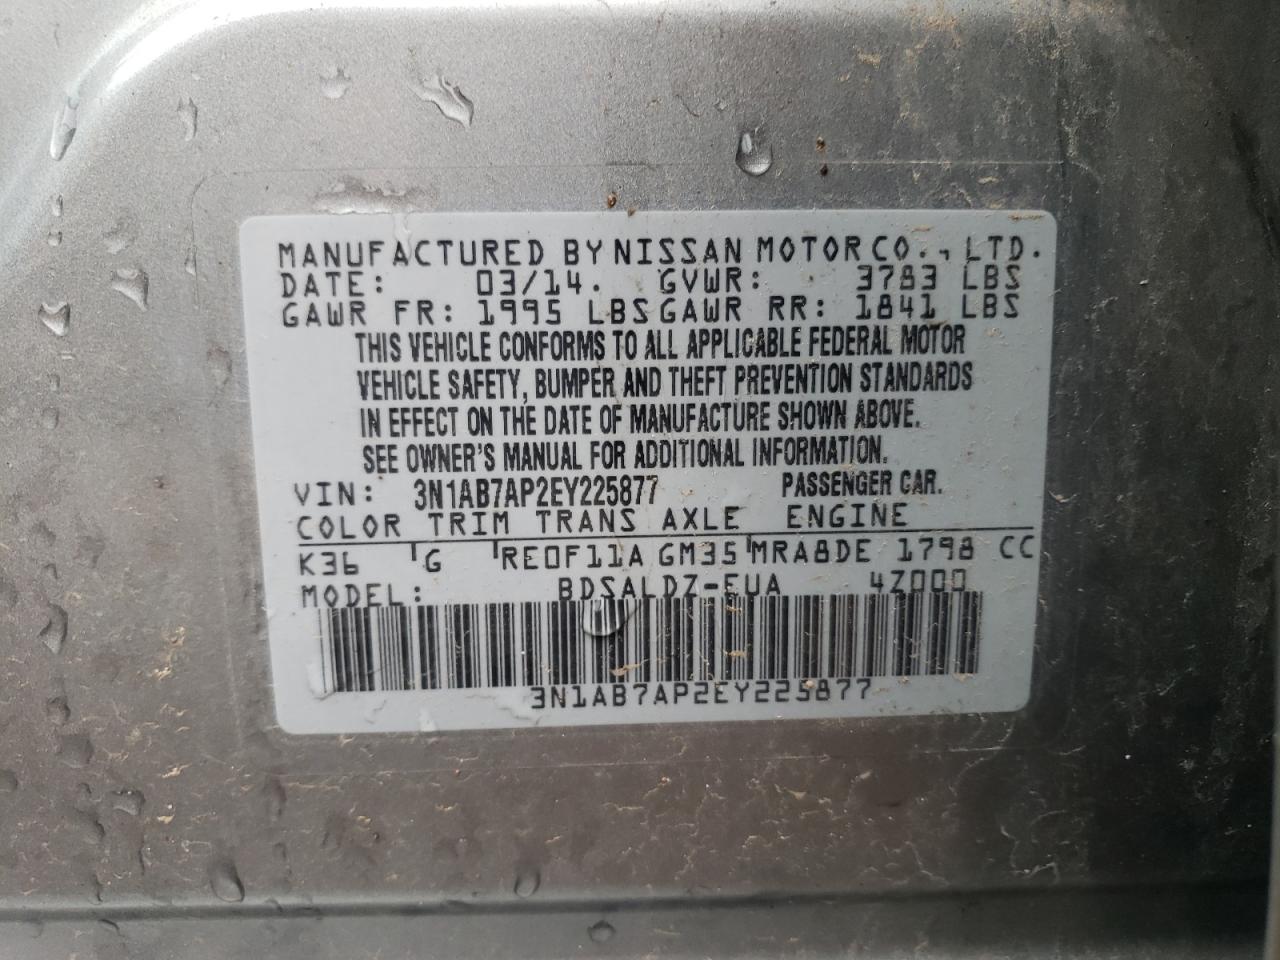 MANUFACTURED BY NISSAN MOTOR CO., LTD.
DATE: 03/14. GVWR: 3783 LBS
GAWR FR: 1995 LBS GAWR RR: 1841 LBS
THIS VEHICLE CONFORMS TO ALL APPLICABLE FEDERAL MOTOR
VEHICLE SAFETY, BUMPER AND THEFT PREVENTION STANDARDS
IN EFFECT ON THE DATE OF MANUFACTURE SHOWN ABOVE.
SEE OWNER'S MANUAL FOR ADDITIONAL INFORMATION.
VIN: 3N1AB7AP2EY225877 PASSENGER CAR.
COLOR TRIM TRANS AXLE ENGINE
K36 G RE0F11A GM35 MRA8DE 1798 CC
MODEL: BDSALDZ-EUA 4Z000
3N1AB7AP2EY225877